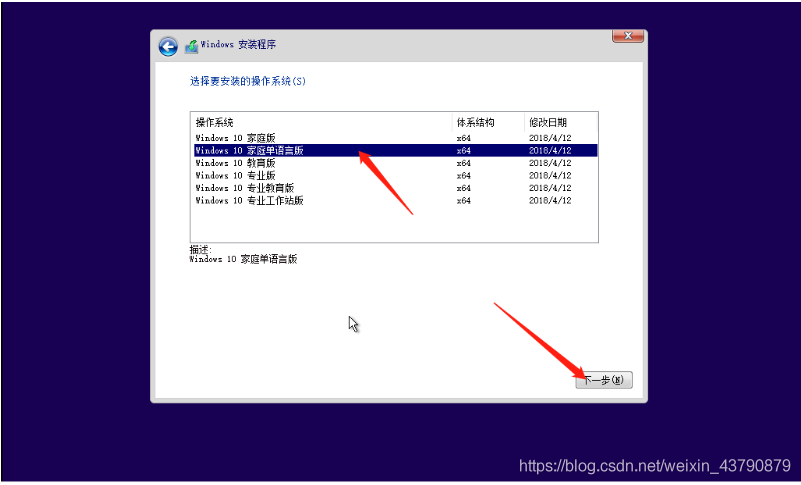 Windows 安装程序
选择要安装的操作系统(S)
操作系统 体系结构 修改日期
Windows 10 家庭版 x64 2018/4/12
Windows 10 家庭单语言版 x64 2018/4/12
Windows 10 教育版 x64 2018/4/12
Windows 10 专业版 x64 2018/4/12
Windows 10 专业教育版 x64 2018/4/12
Windows 10 专业工作站版 x64 2018/4/12
描述:
Windows 10 家庭单语言版
下一步(N)
https://blog.csdn.net/weixin_43790879